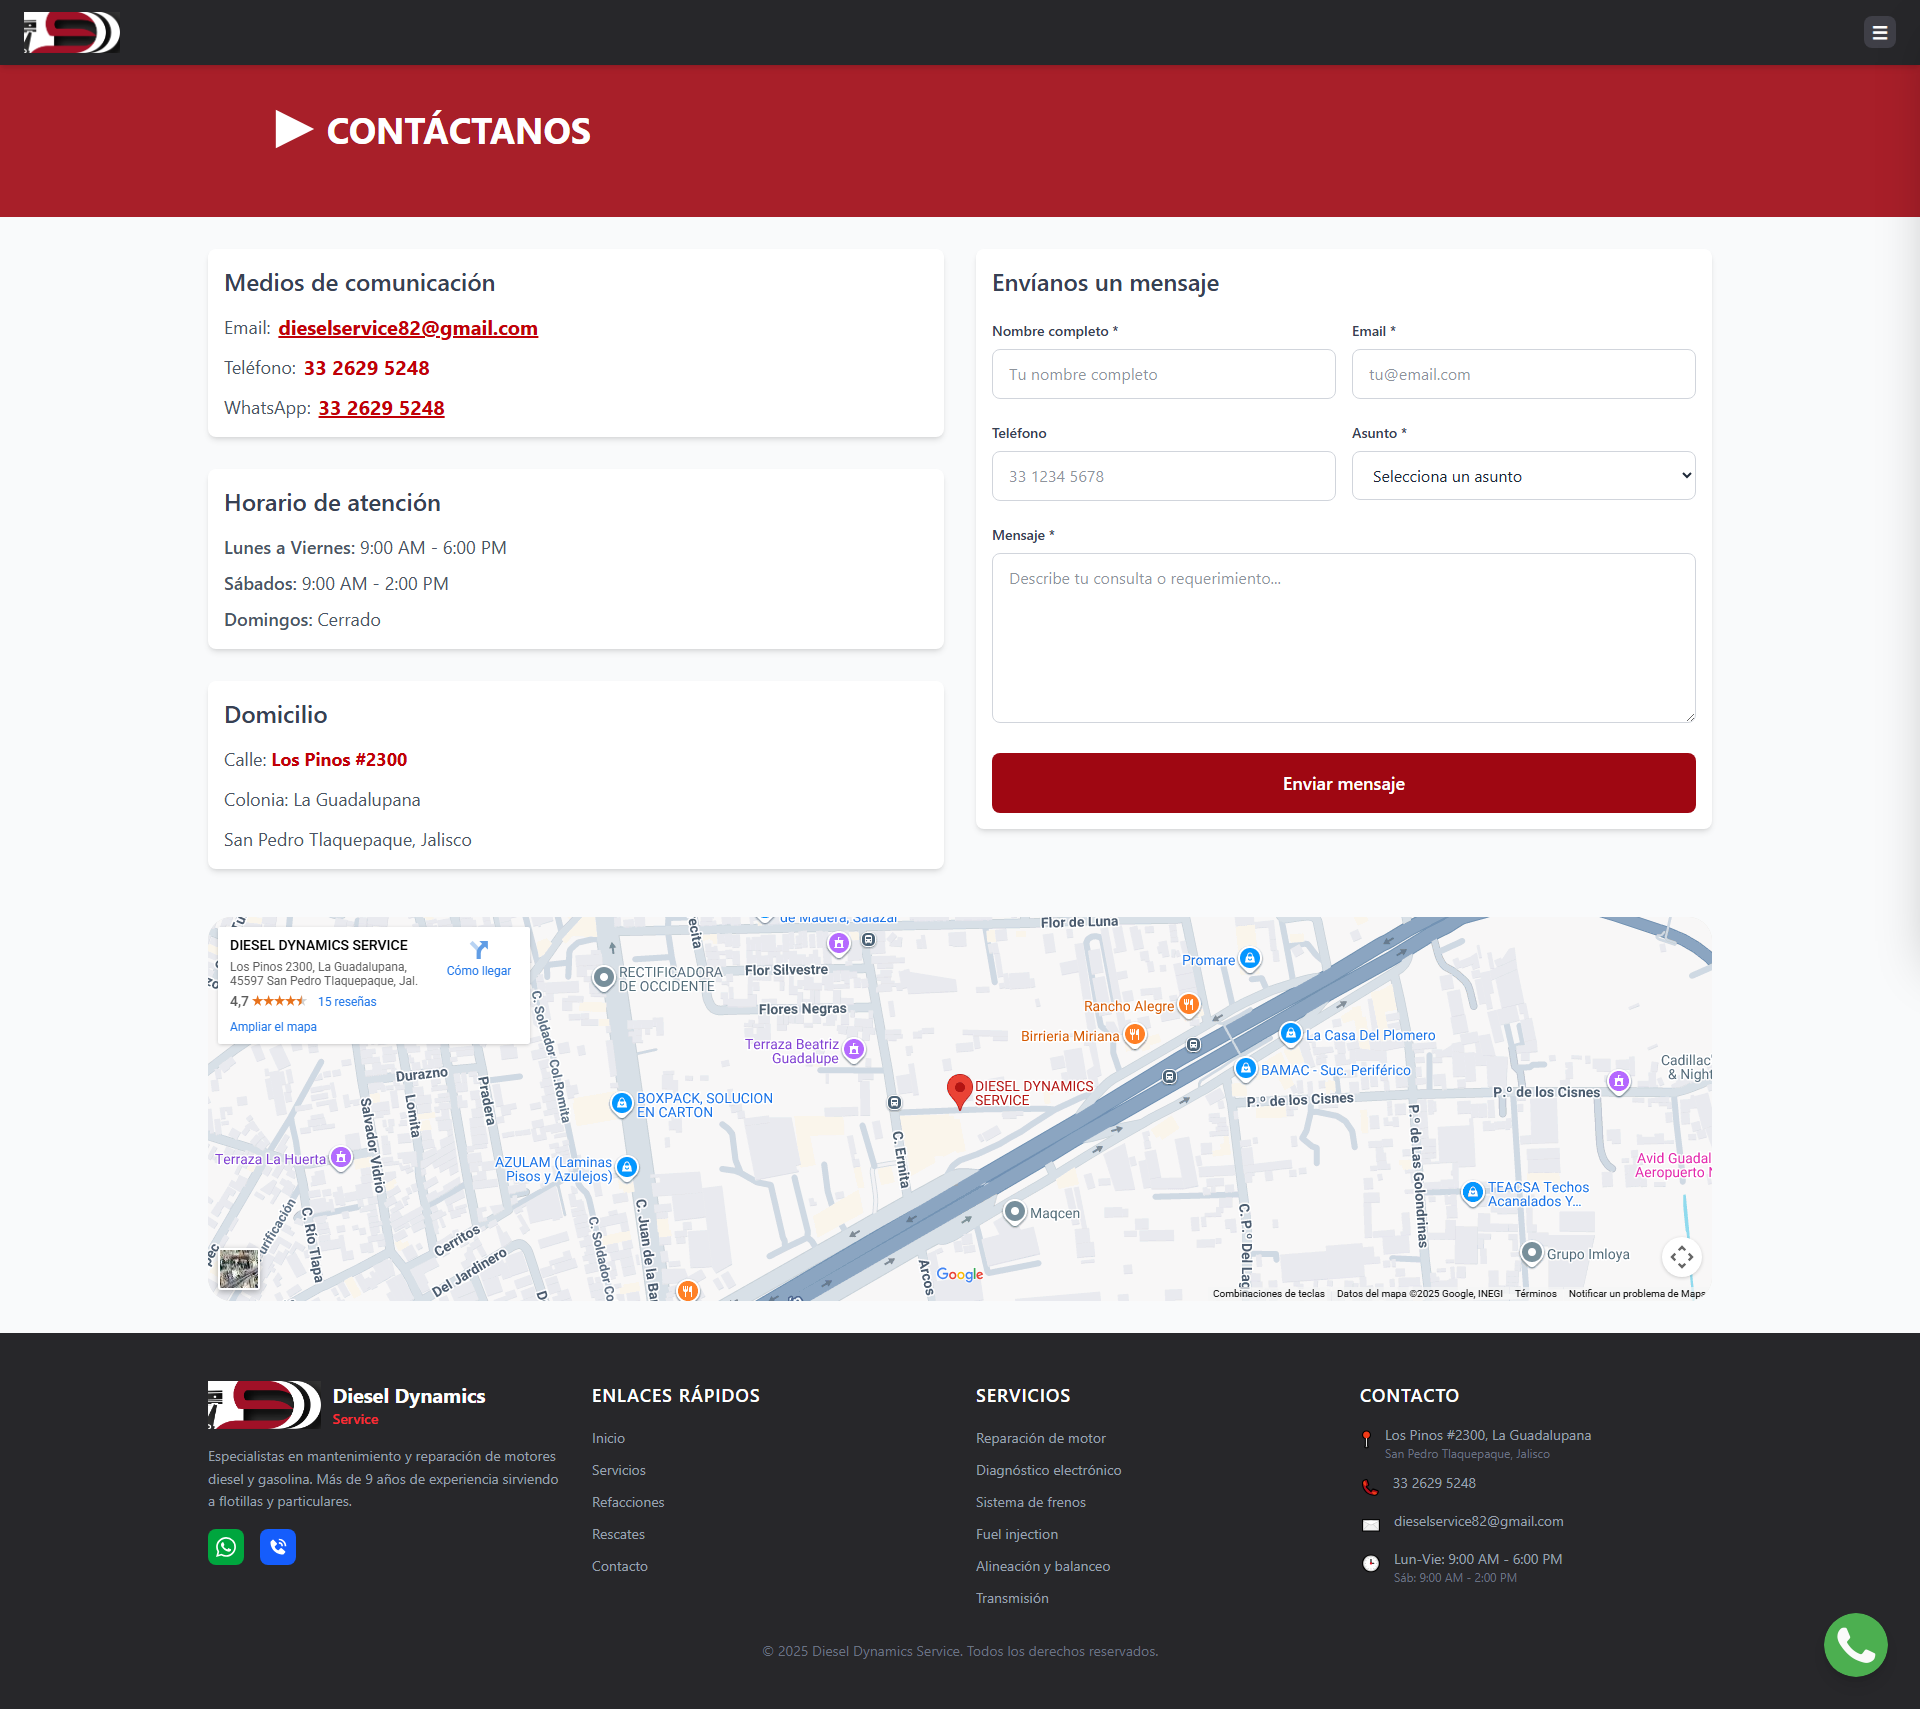 CONTÁCTANOS
Medios de comunicación
Email: dieselservice82@gmail.com
Teléfono: 33 2629 5248
WhatsApp: 33 2629 5248
Horario de atención
Lunes a Viernes: 9:00 AM - 6:00 PM
Sábados: 9:00 AM - 2:00 PM
Domingos: Cerrado
Domicilio
Calle: Los Pinos #2300
Colonia: La Guadalupana
San Pedro Tlaquepaque, Jalisco
Envíanos un mensaje
Nombre completo *
Tu nombre completo
Email *
tu@email.com
Teléfono
33 1234 5678
Asunto *
Selecciona un asunto
Mensaje *
Describe tu consulta o requerimiento...
Enviar mensaje
DIESEL DYNAMICS SERVICE
Los Pinos 2300, La Guadalupana,
45597 San Pedro Tlaquepaque, Jal.
4,7
15 reseñas
Ampliar el mapa
Cómo llegar
de Madera, Salazar
Flor de Luna
RECTIFICADORA
DE OCCIDENTE
Flor Silvestre
Flores Negras
Promare
Rancho Alegre
Birrieria Miriana
La Casa Del Plomero
BAMAC - Suc. Periférico
Terraza Beatriz
Guadalupe
C. Soldador Col.Romita
Durazno
Lomita
Pradera
Salvador Vidrio
BOXPACK, SOLUCION
EN CARTON
DIESEL DYNAMICS
SERVICE
P.º de los Cisnes
P.º de los Cisnes
Cadillac'
& Night
Terraza La Huerta
AZULAM (Laminas
Pisos y Azulejos)
C. Ermita
P.º de Las Golondrinas
Avid Guadal
Aeropuerto
TEACSA Techos
Acanalados Y...
Maqcen
Grupo Imloya
C. Río Tlapa
Cerritos
Del Jardinero
C. Soldador Co
C. Juan de la Ba
Arcos
C. P.º Del Lag
Google
Combinaciones de teclas
Datos del mapa ©2025 Google, INEGI
Términos
Notificar un problema de Maps
Diesel Dynamics
Service
Especialistas en mantenimiento y reparación de motores
diesel y gasolina. Más de 9 años de experiencia sirviendo
a flotillas y particulares.
ENLACES RÁPIDOS
Inicio
Servicios
Refacciones
Rescates
Contacto
SERVICIOS
Reparación de motor
Diagnóstico electrónico
Sistema de frenos
Fuel injection
Alineación y balanceo
Transmisión
CONTACTO
Los Pinos #2300, La Guadalupana
San Pedro Tlaquepaque, Jalisco
33 2629 5248
dieselservice82@gmail.com
Lun-Vie: 9:00 AM - 6:00 PM
Sáb: 9:00 AM - 2:00 PM
© 2025 Diesel Dynamics Service. Todos los derechos reservados.